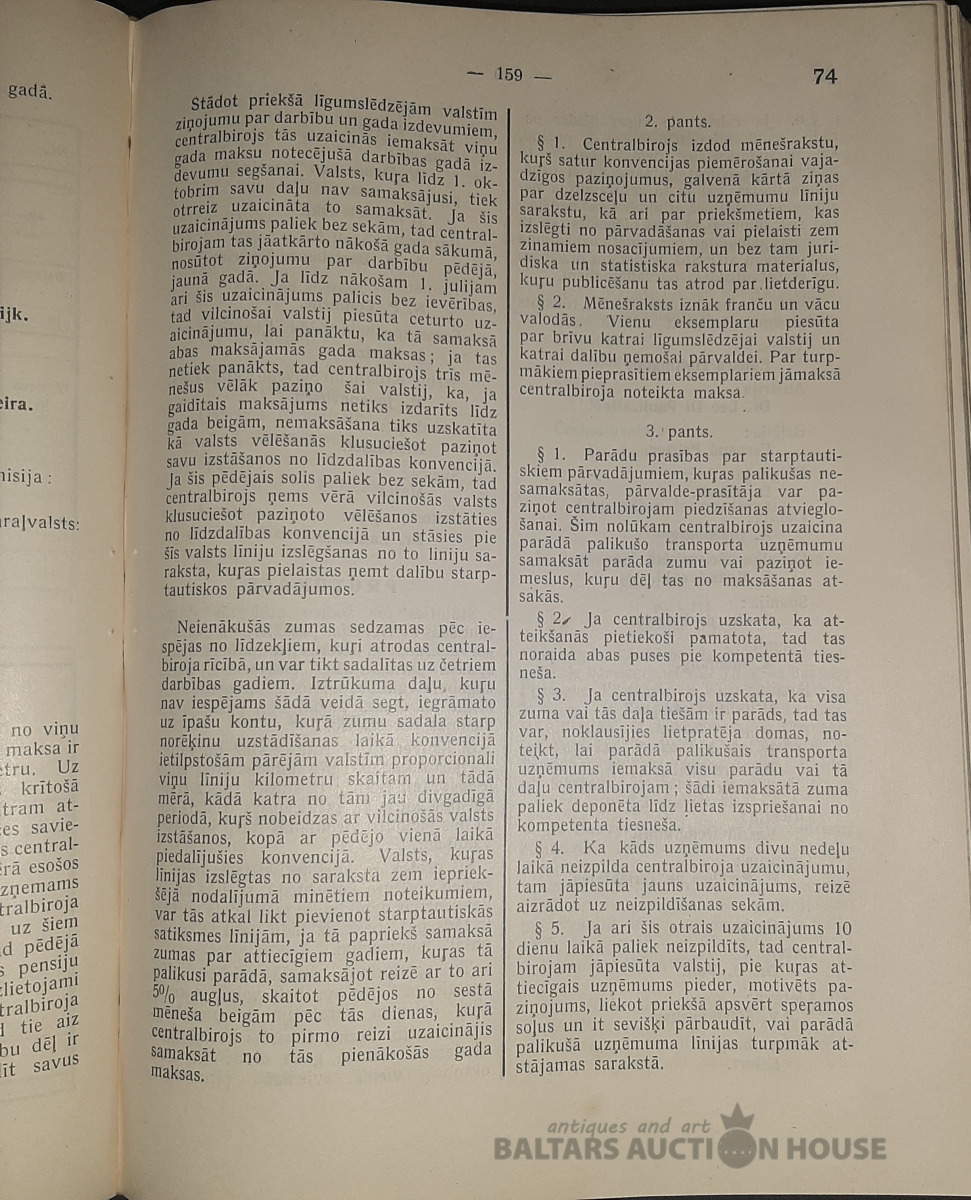 gadā.
ijk.
eira.
nisija :
araļvalsts:
no viņu
maksa ir
etru. Uz
krītošā
tram at-
ces savie-
s central-
ērā esošos
zņemams
tralbiroja
uz šiem
d pēdējā
s pensiju
zlietojami
tralbiroja
d tie aiz
bu dēļ ir
līt savus
— 159 —
74
Stādot priekšā līgumslēdzējām valstīm
ziņojumu par darbību un gada izdevumiem,
centralbirojs tās uzaicinās iemaksāt viņu
gada maksu notecējušā darbības gadā iz-
devumu segšanai. Valsts, kuŗa līdz 1. ok-
tobrim savu daļu nav samaksājusi, tiek
otrreiz uzaicināta to samaksāt. Ja šis
uzaicinājums paliek bez sekām, tad central-
birojam tas jāatkārto nākošā gada sākumā,
nosūtot ziņojumu par darbību pēdējā,
jaunā gadā. Ja līdz nākošam 1. julijam
ari šis uzaicinājums palicis bez ievērības,
tad vilcinošai valstij piesūta ceturto uz-
aicinājumu, lai panāktu, ka tā samaksā
abas maksājamās gada maksas; ja tas
netiek panākts, tad centralbirojs trīs mē-
nešus vēlāk paziņo šai valstij, ka, ja
gaidītais maksājums netiks izdarīts līdz
gada beigām, nemaksāšana tiks uzskatīta
kā valsts vēlēšanās klusuciešot paziņot
savu izstāšanos no līdzdalības konvencijā.
Ja šis pēdējais solis paliek bez sekām, tad
centralbirojs ņems vērā vilcinošās valsts
klusuciešot paziņoto vēlēšanos izstāties
no līdzdalības konvencijā un stāsies pie
šīs valsts līniju izslēgšanas no to liniju sa-
raksta, kuŗas pielaistas ņemt dalību starp-
tautiskos pārvadājumos.
Neienākušās zumas sedzamas pēc ie-
spējas no līdzekļiem, kuŗi atrodas central-
biroja rīcībā, un var tikt sadalītas uz četriem
darbības gadiem. Iztrūkuma daļu, kuŗu
nav iespējams šādā veidā segt, iegrāmato
uz īpašu kontu, kuŗā zumu sadala starp
norēķinu uzstādīšanas laikā konvencijā
ietilpstošām pārējām valstīm proporcionali
viņu līniju kilometru skaitam un tādā
mērā, kādā katra no tām jau divgadīgā
periodā, kuŗš nobeidzas ar vilcinošās valsts
izstāšanos, kopā ar pēdējo vienā laikā
piedalījušies konvencijā. Valsts, kuŗas
līnijas izslēgtas no saraksta zem iepriek-
šējā nodalījumā minētiem noteikumiem,
var tās atkal likt pievienot starptautiskās
satiksmes līnijām, ja tā papriekš samaksā
zumas par attiecīgiem gadiem, kuŗas tā
palikusi parādā, samaksājot reizē ar to ari
5% augļus, skaitot pēdējos no sestā
mēneša beigām pēc tās dienas, kuŗā
centralbirojs to pirmo reizi uzaicinājis
samaksāt no tās pienākošās gada
maksas.
2. pants.
§ 1. Centralbirojs izdod mēnešrakstu,
kuŗš satur konvencijas piemērošanai vaja-
dzīgos paziņojumus, galvenā kārtā ziņas
par dzelzsceļu un citu uzņēmumu līniju
sarakstu, kā ari par priekšmetiem, kas
izslēgti no pārvadāšanas vai pielaisti zem
zinamiem nosacījumiem, un bez tam juri-
diska un statistiska rakstura materialus,
kuŗu publicēšanu tas atrod par lietderīgu.
§ 2. Mēnešraksts iznāk franču un vācu
valodās. Vienu eksemplaru piesūta
par brīvu katrai līgumslēdzējai valstij un
katrai dalību ņemošai pārvaldei. Par turp-
mākiem pieprasītiem eksemplariem jāmaksā
centralbiroja noteikta maksa.
3. pants.
§ 1. Parādu prasības par starptauti-
skiem pārvadājumiem, kuŗas palikušas ne-
samaksātas, pārvalde-prasītāja var pa-
ziņot centralbirojam piedzīšanas atvieglo-
šanai. Šim nolūkam centralbirojs uzaicina
parādā palikušo transporta uzņēmumu
samaksāt parāda zumu vai paziņot ie-
meslus, kuŗu dēļ tas no maksāšanas at-
sakās.
§ 2. Ja centralbirojs uzskata, ka at-
teikšanās pietiekoši pamatota, tad tas
noraida abas puses pie kompetentā ties-
neša.
§ 3. Ja centralbirojs uzskata, ka visa
zuma vai tās daļa tiešām ir parāds, tad tas
var, noklausījies lietpratēja domas, no-
teikt, lai parādā palikušais transporta
uzņēmums iemaksā visu parādu vai tā
daļu centralbirojam; šādi iemaksātā zuma
paliek deponēta līdz lietas izspriešanai no
kompetenta tiesneša.
§ 4. Ka kāds uzņēmums divu nedeļu
laikā neizpilda centralbiroja uzaicinājumu,
tam jāpiesūta jauns uzaicinājums, reizē
aizrādot uz neizpildīšanas sekām.
§ 5. Ja ari šis otrais uzaicinājums 10
dienu laikā paliek neizpildīts, tad central-
birojam jāpiesūta valstij, pie kuŗas at-
tiecīgais uzņēmums pieder, motivēts pa-
ziņojums, liekot priekšā apsvērt speŗamos
soļus un it sevišķi pārbaudīt, vai parādā
palikušā uzņēmuma līnijas turpmāk at-
stājamas sarakstā.
antiques and art
BALTARS AUCTION HOUSE